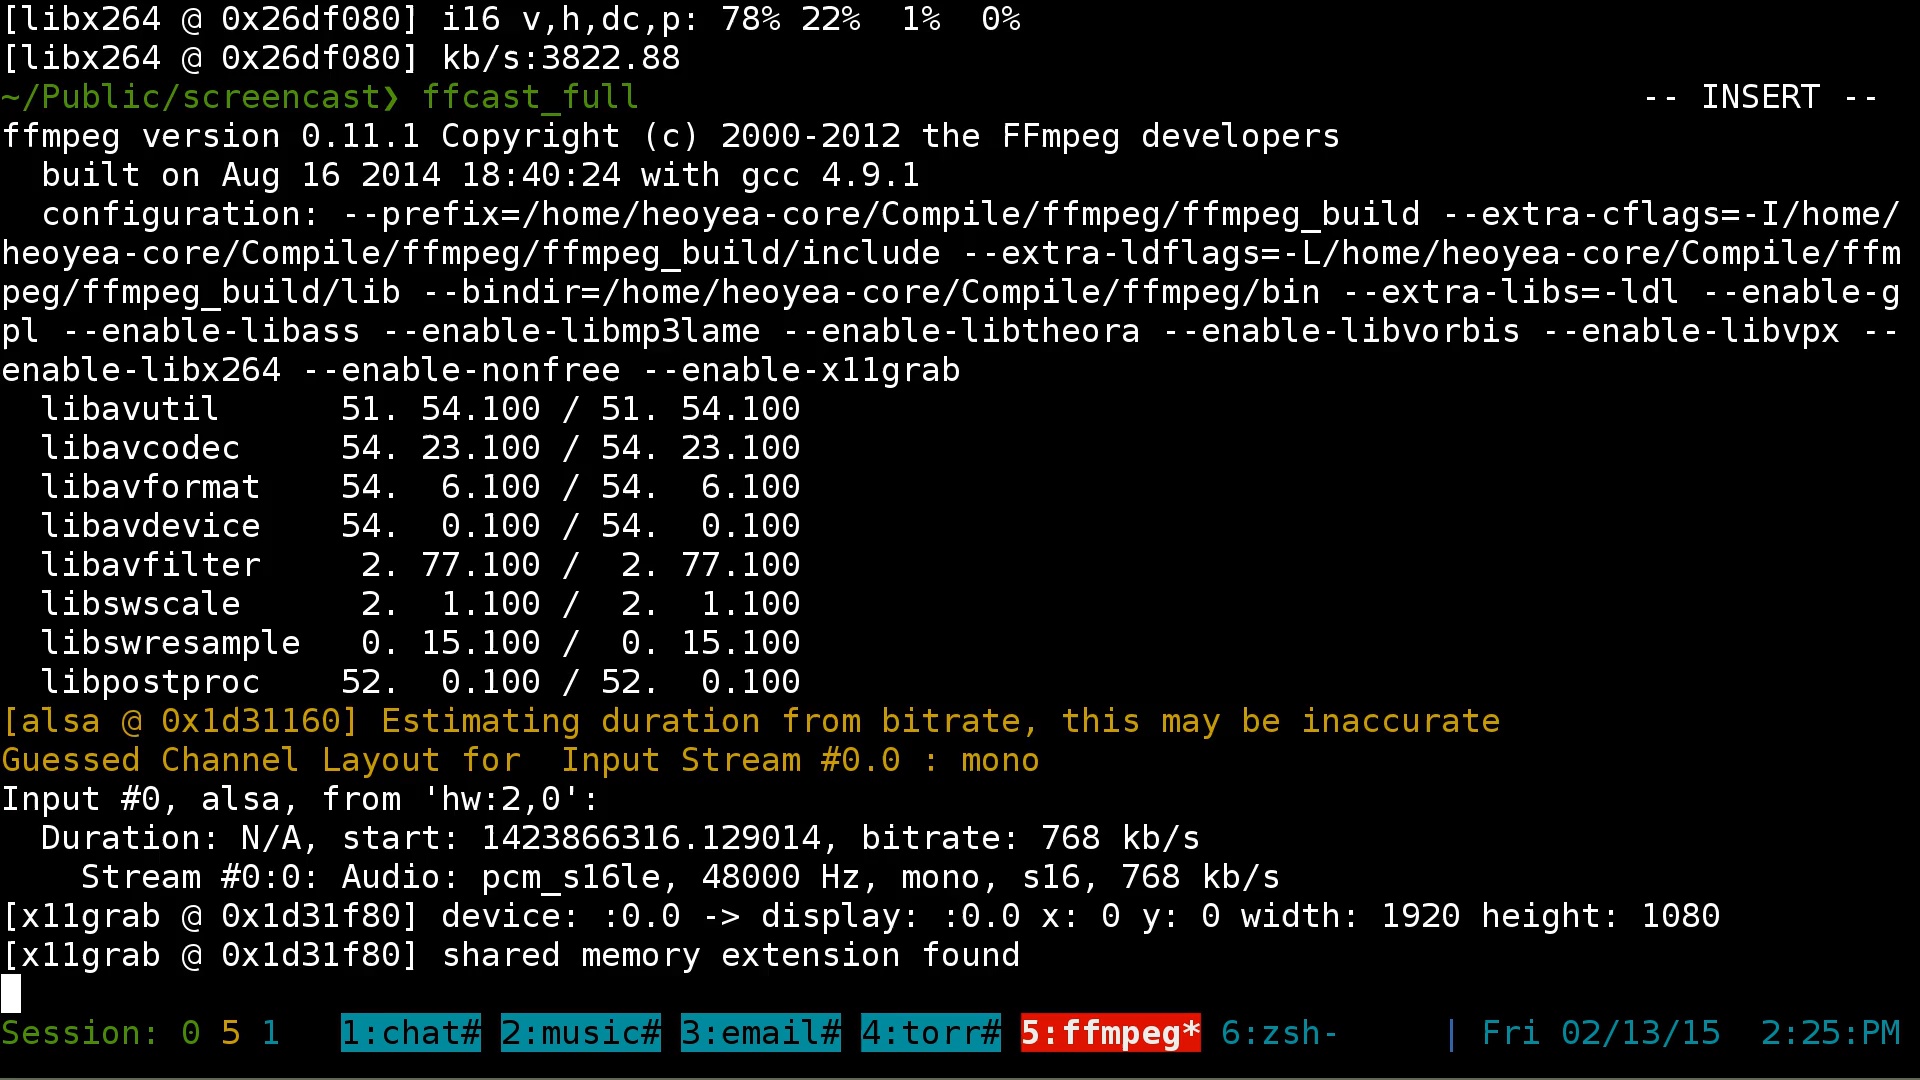 [libx264 @ 0x26df080] i16 v,h,dc,p: 78% 22%  1%  0%
[libx264 @ 0x26df080] kb/s:3822.88
~/Public/screencast❯ ffcast_full -- INSERT --
ffmpeg version 0.11.1 Copyright (c) 2000-2012 the FFmpeg developers
  built on Aug 16 2014 18:40:24 with gcc 4.9.1
  configuration: --prefix=/home/heoyea-core/Compile/ffmpeg/ffmpeg_build --extra-cflags=-I/home/
heoyea-core/Compile/ffmpeg/ffmpeg_build/include --extra-ldflags=-L/home/heoyea-core/Compile/ffm
peg/ffmpeg_build/lib --bindir=/home/heoyea-core/Compile/ffmpeg/bin --extra-libs=-ldl --enable-g
pl --enable-libass --enable-libmp3lame --enable-libtheora --enable-libvorbis --enable-libvpx --
enable-libx264 --enable-nonfree --enable-x11grab
  libavutil      51. 54.100 / 51. 54.100
  libavcodec     54. 23.100 / 54. 23.100
  libavformat    54.  6.100 / 54.  6.100
  libavdevice    54.  0.100 / 54.  0.100
  libavfilter     2. 77.100 /  2. 77.100
  libswscale      2.  1.100 /  2.  1.100
  libswresample   0. 15.100 /  0. 15.100
  libpostproc    52.  0.100 / 52.  0.100
[alsa @ 0x1d31160] Estimating duration from bitrate, this may be inaccurate
Guessed Channel Layout for  Input Stream #0.0 : mono
Input #0, alsa, from 'hw:2,0':
  Duration: N/A, start: 1423866316.129014, bitrate: 768 kb/s
    Stream #0:0: Audio: pcm_s16le, 48000 Hz, mono, s16, 768 kb/s
[x11grab @ 0x1d31f80] device: :0.0 -> display: :0.0 x: 0 y: 0 width: 1920 height: 1080
[x11grab @ 0x1d31f80] shared memory extension found
Session: 0 5 1   1:chat# 2:music# 3:email# 4:torr# 5:ffmpeg* 6:zsh-     | Fri 02/13/15  2:25:PM